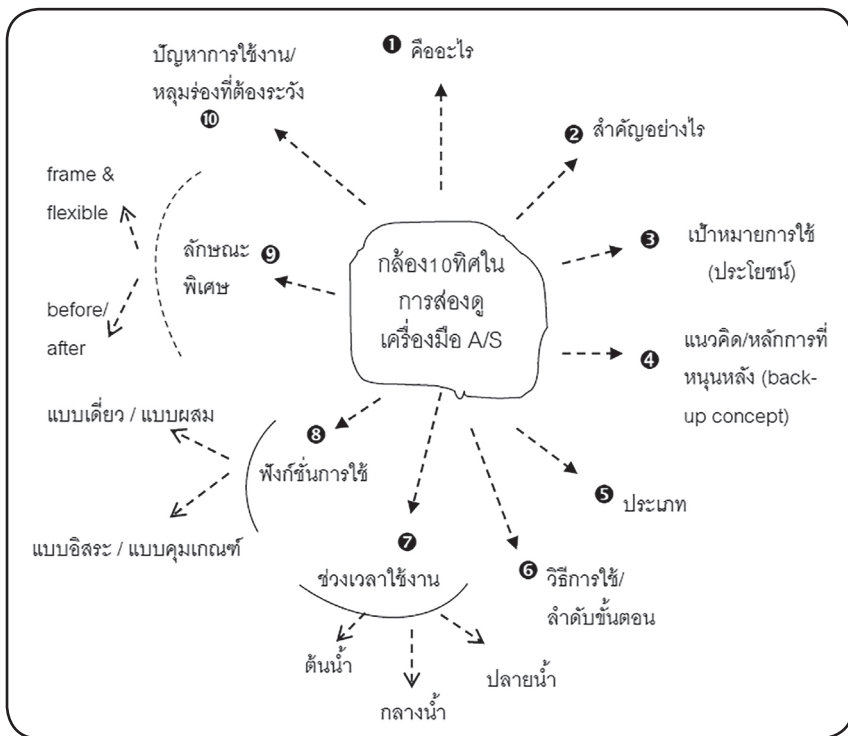 กล้อง10ทิศใน
การส่องดู
เครื่องมือ A/S
❶ คืออะไร
❷ สำคัญอย่างไร
❸ เป้าหมายการใช้
(ประโยชน์)
❹ แนวคิด/หลักการที่
หนุนหลัง (back-
up concept)
❺ ประเภท
❻ วิธีการใช้/
ลำดับขั้นตอน
❼
ช่วงเวลาใช้งาน
ต้นน้ำ
กลางน้ำ
ปลายน้ำ
❽
ฟังก์ชั่นการใช้
แบบเดี่ยว / แบบผสม
แบบอิสระ / แบบคุมเกณฑ์
ลักษณะ ❾
พิเศษ
frame &
flexible
before/
after
ปัญหาการใช้งาน/
หลุมร่องที่ต้องระวัง
❿